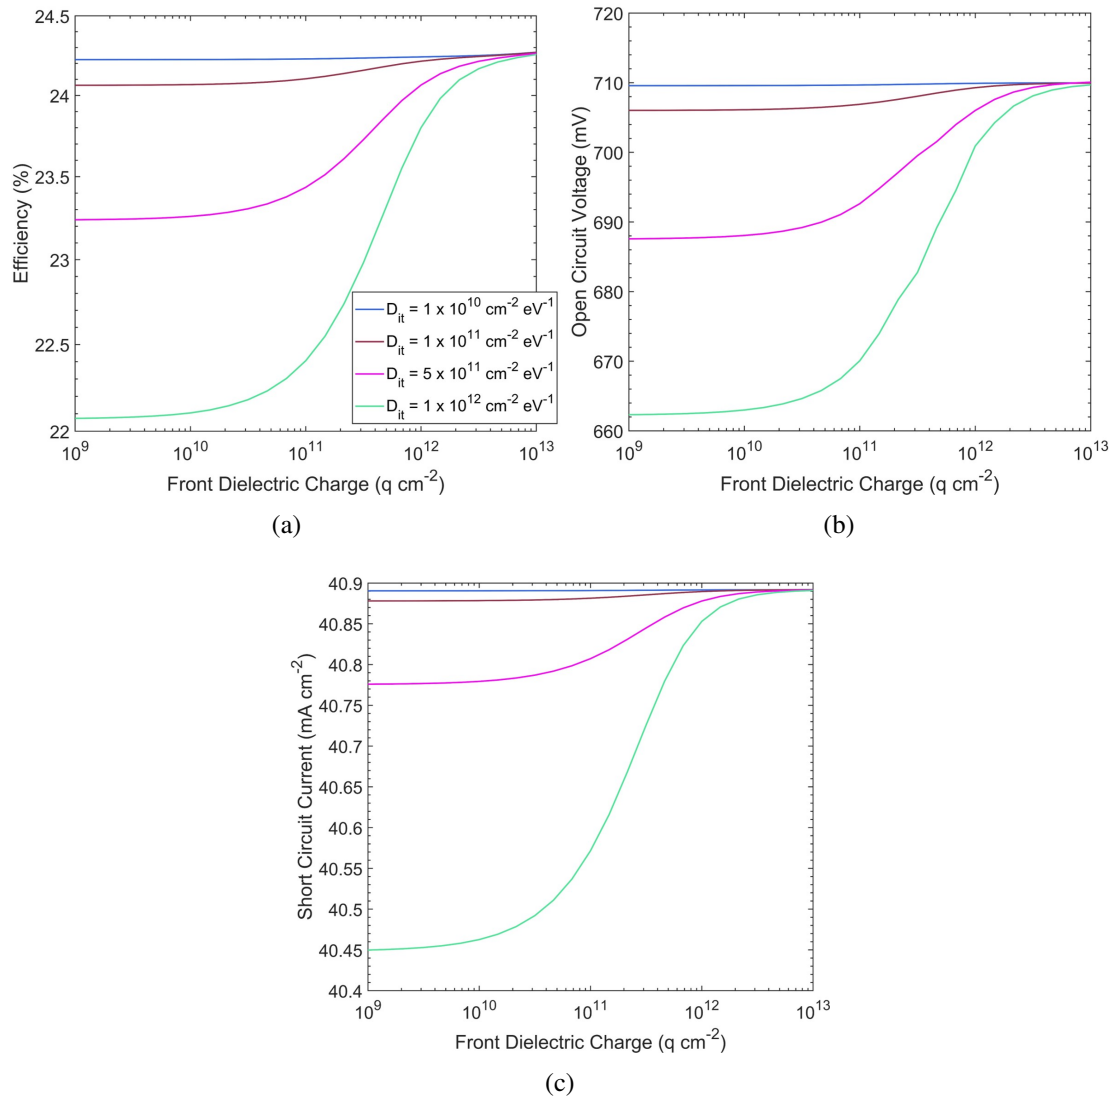 24.5
24
23.5
23
22.5
22
Efficiency (%)
10^9 10^10 10^11 10^12 10^13
Front Dielectric Charge (q cm^-2)
D_it = 1 x 10^10 cm^-2 eV^-1
D_it = 1 x 10^11 cm^-2 eV^-1
D_it = 5 x 10^11 cm^-2 eV^-1
D_it = 1 x 10^12 cm^-2 eV^-1
(a)
720
710
700
690
680
670
660
Open Circuit Voltage (mV)
10^9 10^10 10^11 10^12 10^13
Front Dielectric Charge (q cm^-2)
(b)
40.9
40.85
40.8
40.75
40.7
40.65
40.6
40.55
40.5
40.45
40.4
Short Circuit Current (mA cm^-2)
10^9 10^10 10^11 10^12 10^13
Front Dielectric Charge (q cm^-2)
(c)